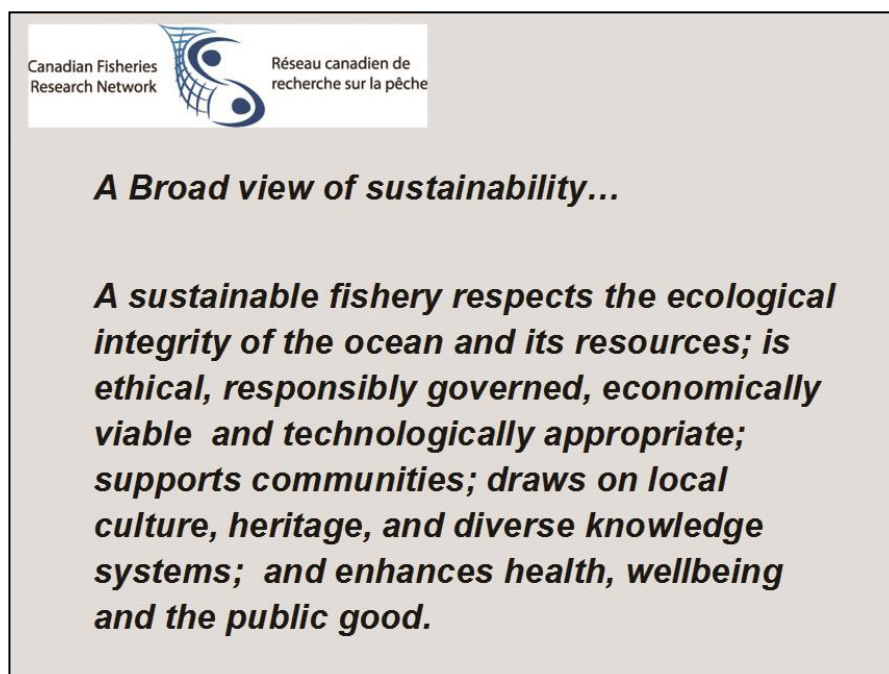 Canadian Fisheries
Research Network
Réseau canadien de
recherche sur la pêche
A Broad view of sustainability...
A sustainable fishery respects the ecological
integrity of the ocean and its resources; is
ethical, responsibly governed, economically
viable  and technologically appropriate;
supports communities; draws on local
culture, heritage, and diverse knowledge
systems;  and enhances health, wellbeing
and the public good.